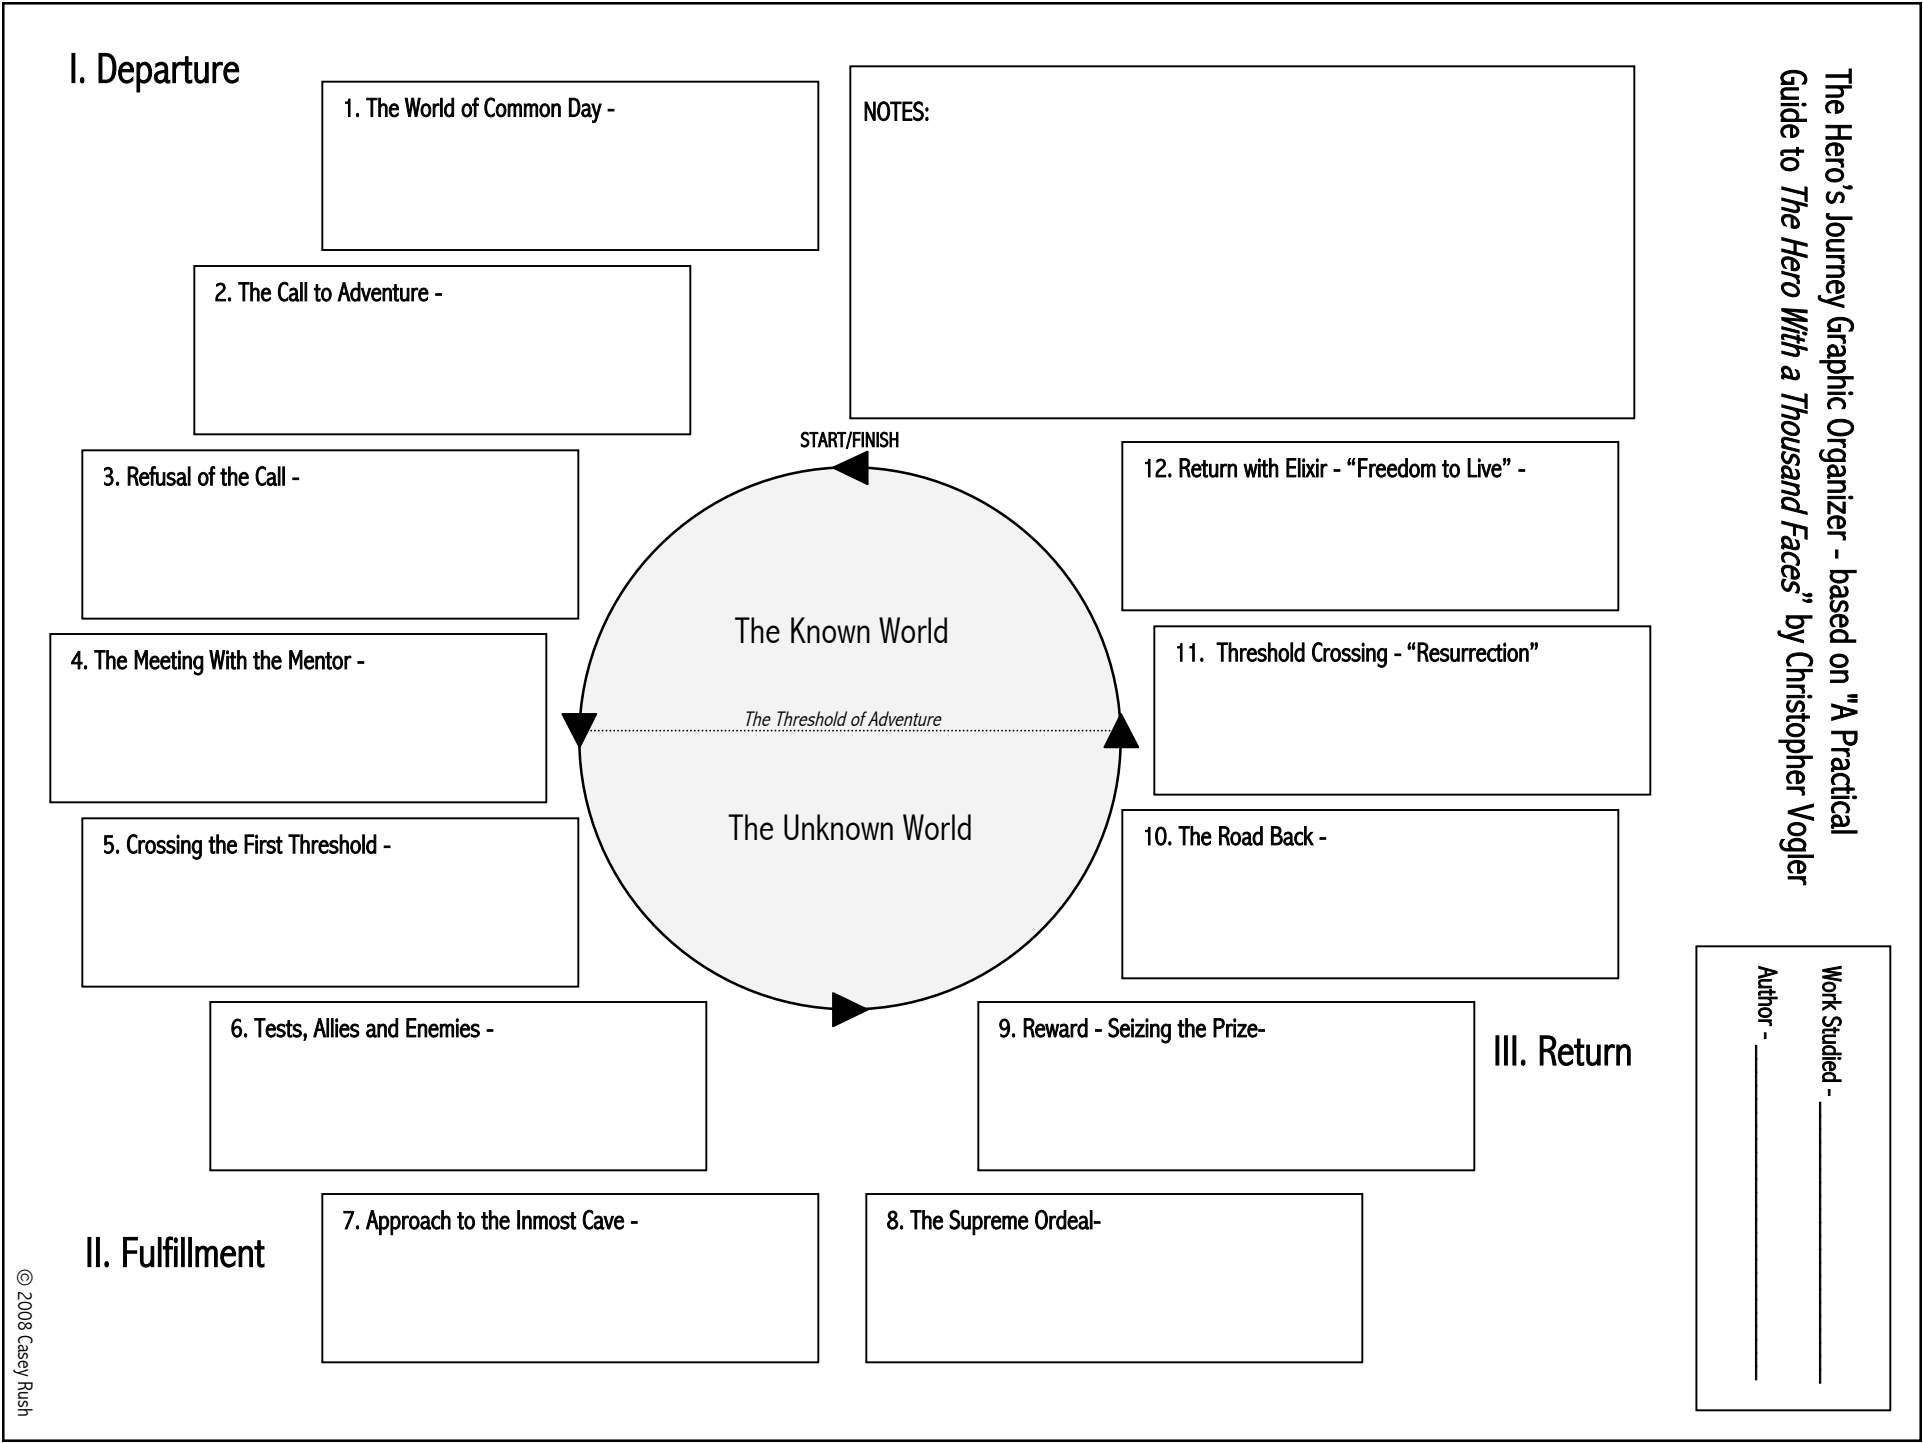 I. Departure
1. The World of Common Day -
NOTES:
2. The Call to Adventure -
3. Refusal of the Call -
4. The Meeting With the Mentor -
5. Crossing the First Threshold -
6. Tests, Allies and Enemies -
II. Fulfillment
7. Approach to the Inmost Cave -
8. The Supreme Ordeal-
9. Reward - Seizing the Prize-
III. Return
10. The Road Back -
11.  Threshold Crossing - “Resurrection”
12. Return with Elixir - “Freedom to Live” -
START/FINISH
The Known World
The Threshold of Adventure
The Unknown World
The Hero’s Journey Graphic Organizer - based on "A Practical
Guide to The Hero With a Thousand Faces” by Christopher Vogler
Work Studied - ____________________
Author - ________________________
© 2008 Casey Rush